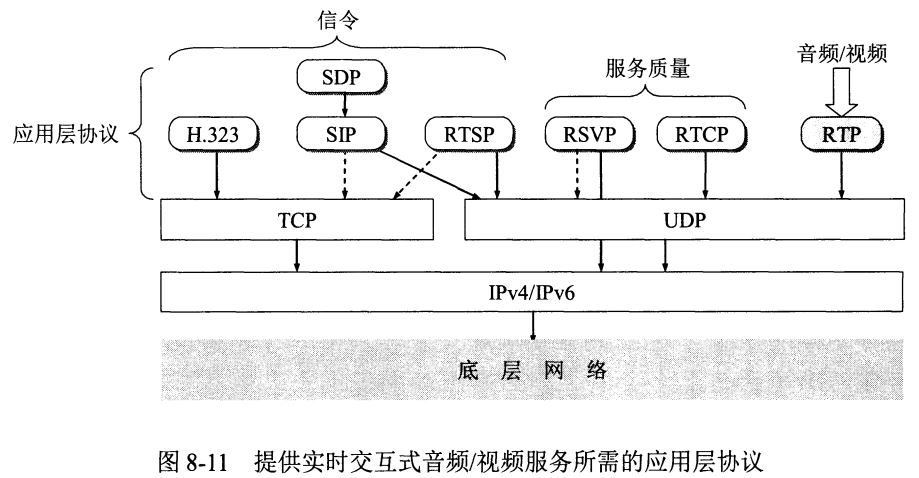 信令
SDP
服务质量
音频/视频
应用层协议
H.323
SIP
RTSP
RSVP
RTCP
RTP
TCP
UDP
IPv4/IPv6
底层网络
图 8-11 提供实时交互式音频/视频服务所需的应用层协议